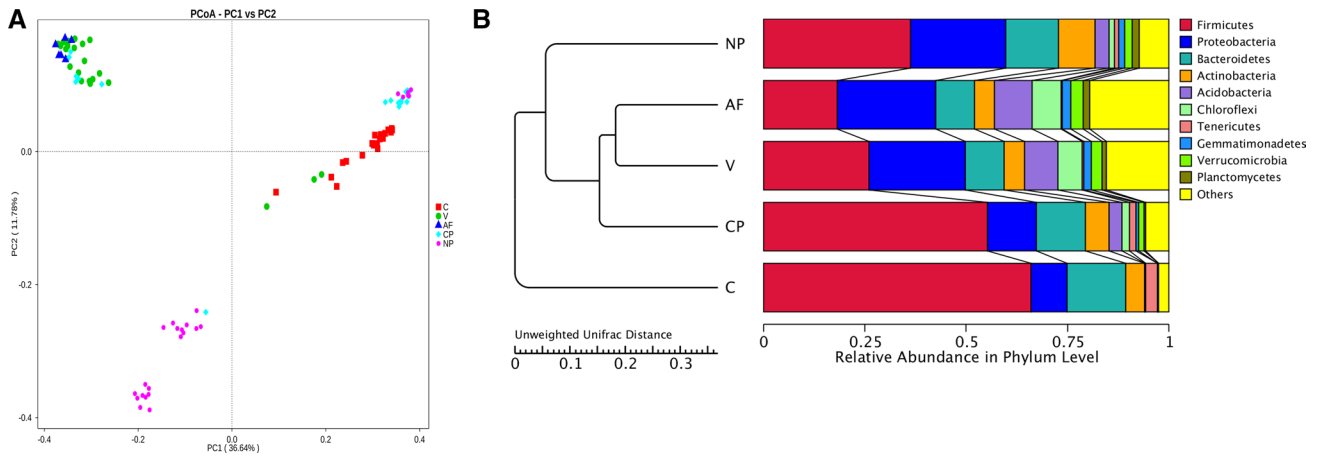 A
PCoA - PC1 vs PC2
0.0
-0.2
-0.4
PC2 ( 11.78% )
-0.4
-0.2
0.0
0.2
0.4
PC1 ( 36.64% )
C
V
AF
CP
NP
B
NP
AF
V
CP
C
Unweighted Unifrac Distance
0
0.1
0.2
0.3
0
0.25
0.5
0.75
1
Relative Abundance in Phylum Level
Firmicutes
Proteobacteria
Bacteroidetes
Actinobacteria
Acidobacteria
Chloroflexi
Tenericutes
Gemmatimonadetes
Verrucomicrobia
Planctomycetes
Others